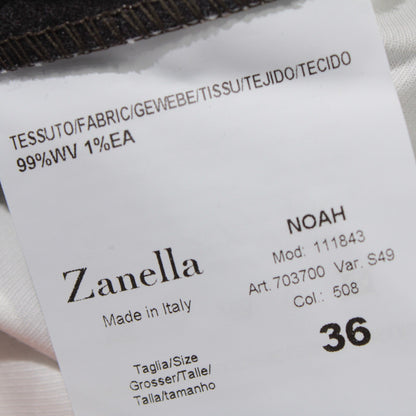 TESSUTO/FABRIC/GEWEBE/TISSU/TEJIDO/TECIDO
99%WV 1%EA
NOAH
Mod: 111843
Art.703700 Var. S49
Col: 508
Zanella
Made in Italy
36
Taglia/Size
Grosser/Talle/
Talla/tamanho